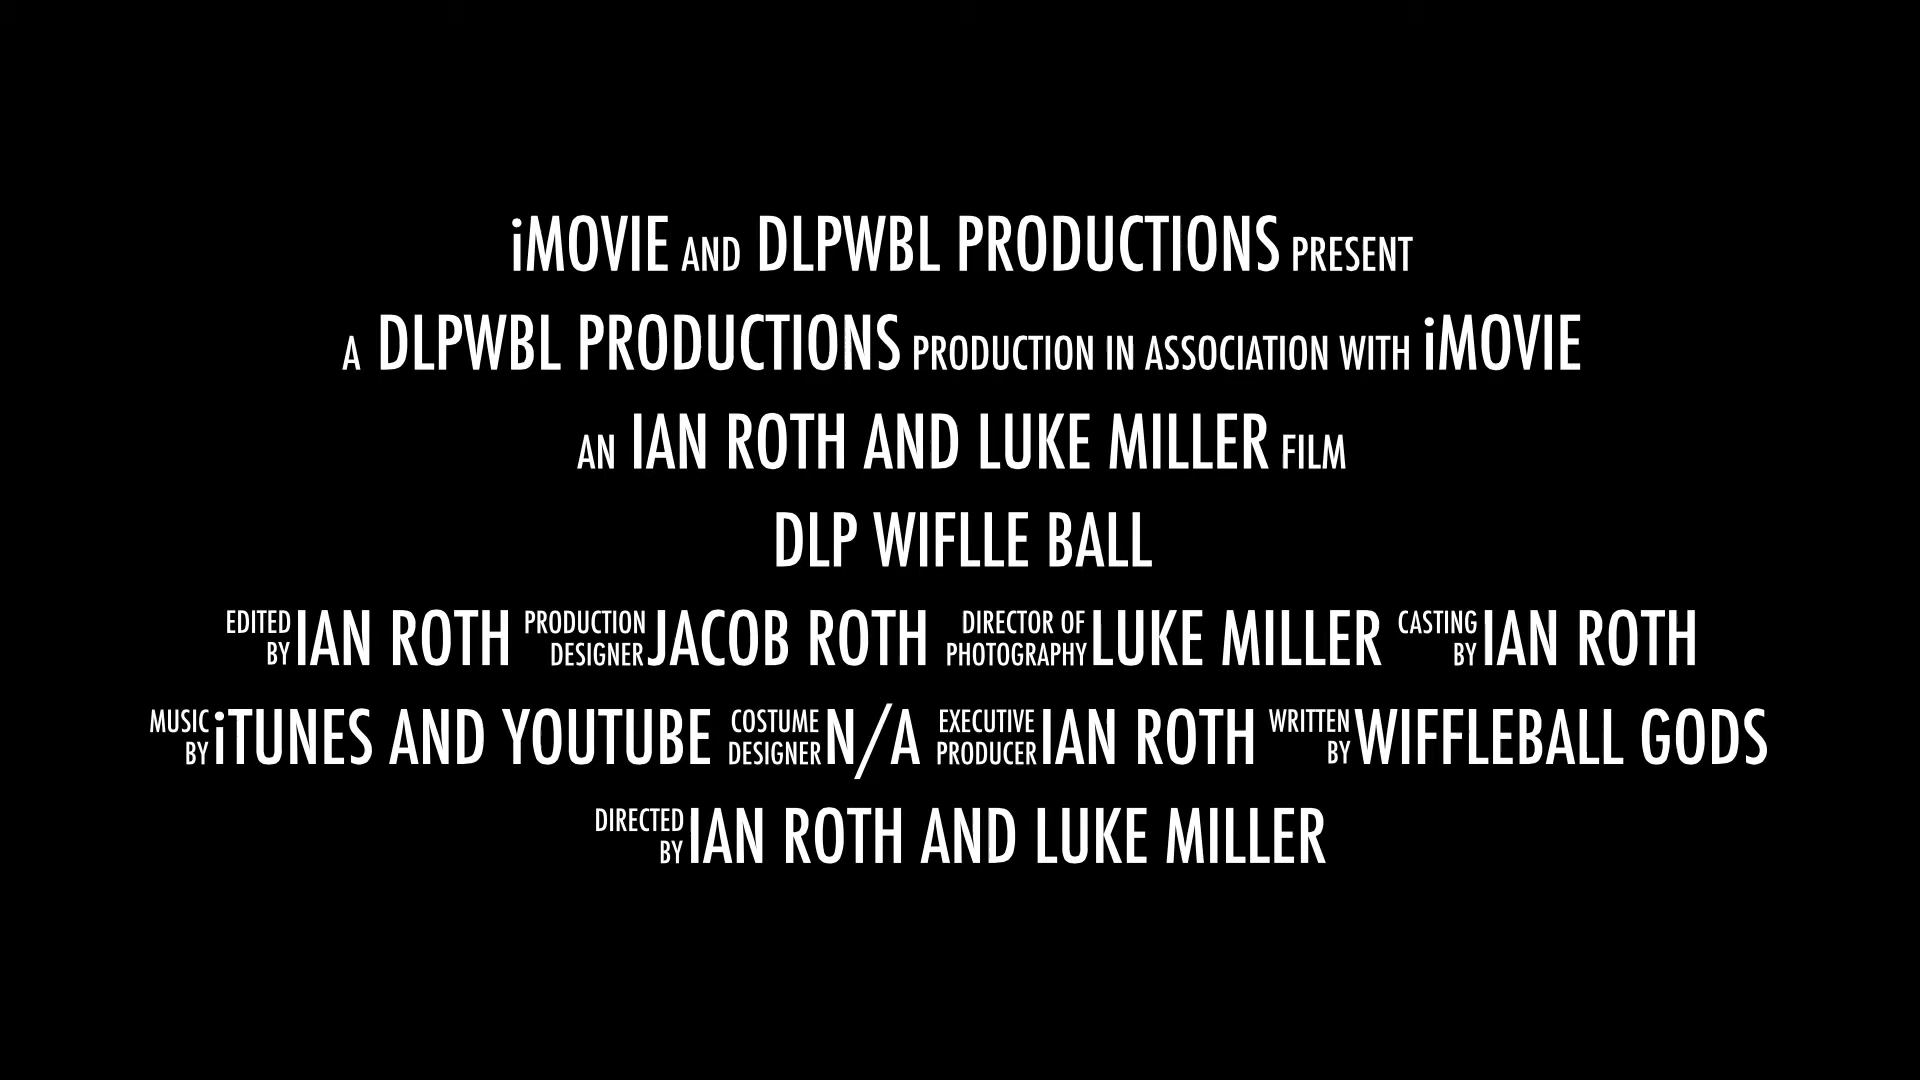 iMOVIE AND DLPWBL PRODUCTIONS PRESENT
A DLPWBL PRODUCTIONS PRODUCTION IN ASSOCIATION WITH iMOVIE
AN IAN ROTH AND LUKE MILLER FILM
DLP WIFLLE BALL
EDITED BY IAN ROTH PRODUCTION DESIGNER JACOB ROTH DIRECTOR OF PHOTOGRAPHY LUKE MILLER CASTING BY IAN ROTH
MUSIC BY iTUNES AND YOUTUBE COSTUME DESIGNER N/A EXECUTIVE PRODUCER IAN ROTH WRITTEN BY WIFFLEBALL GODS
DIRECTED BY IAN ROTH AND LUKE MILLER